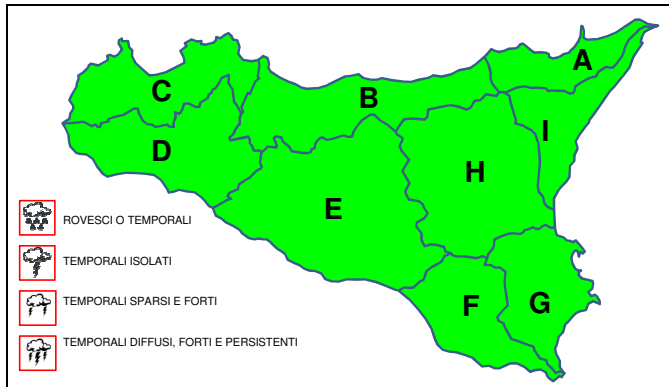 A
C
B
I
D
H
E
ROVESCI O TEMPORALI
TEMPORALI ISOLATI
TEMPORALI SPARSI E FORTI
F
G
TEMPORALI DIFFUSI, FORTI E PERSISTENTI